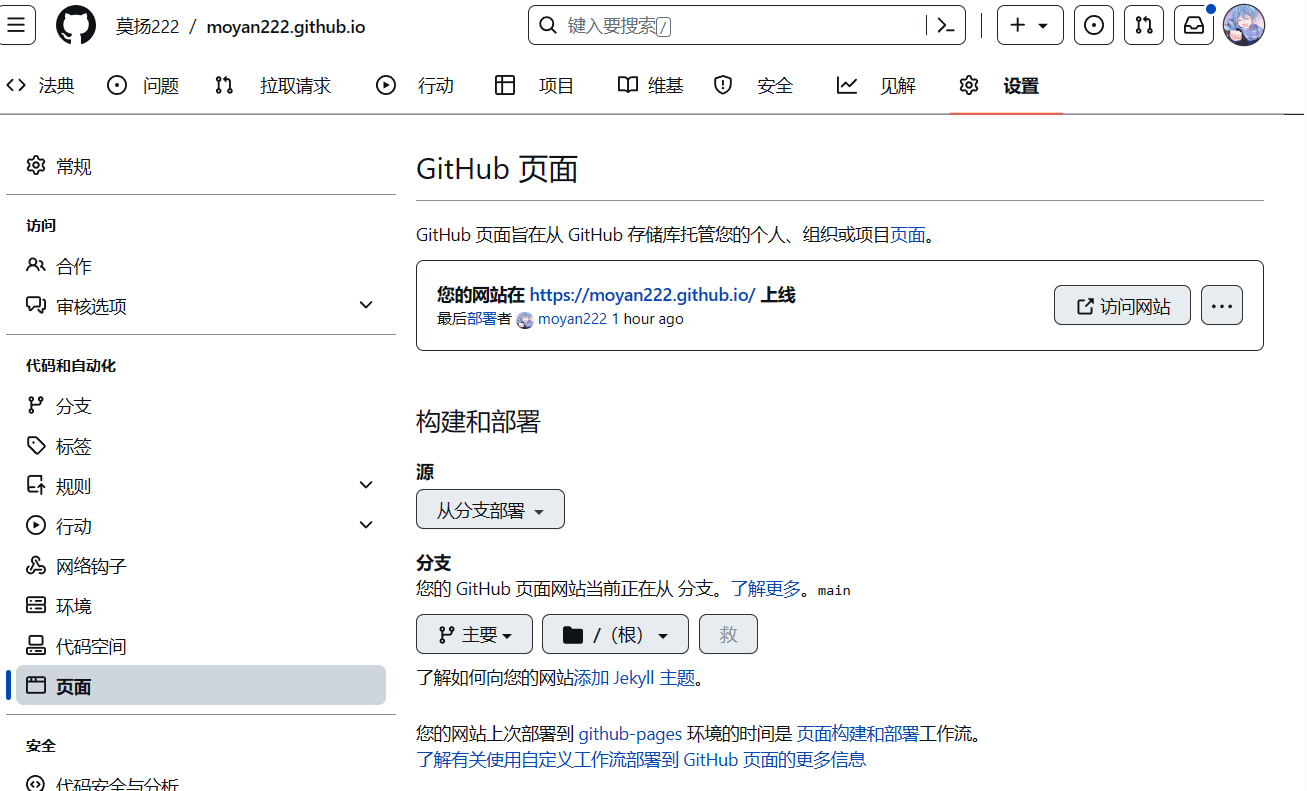 莫扬222 / moyan222.github.io
键入要搜索/
法典 问题 拉取请求 行动 项目 维基 安全 见解 设置
常规
访问
合作
审核选项
代码和自动化
分支
标签
规则
行动
网络钩子
环境
代码空间
页面
安全
代码安全与分析
GitHub 页面
GitHub 页面旨在从 GitHub 存储库托管您的个人、组织或项目页面。
您的网站在 https://moyan222.github.io/ 上线
最后部署者 moyan222 1 hour ago
访问网站
构建和部署
源
从分支部署
分支
您的 GitHub 页面网站当前正在从 分支。了解更多。main
主要
/（根）
救
了解如何向您的网站添加 Jekyll 主题。
您的网站上次部署到 github-pages 环境的时间是 页面构建和部署工作流。
了解有关使用自定义工作流部署到 GitHub 页面的更多信息